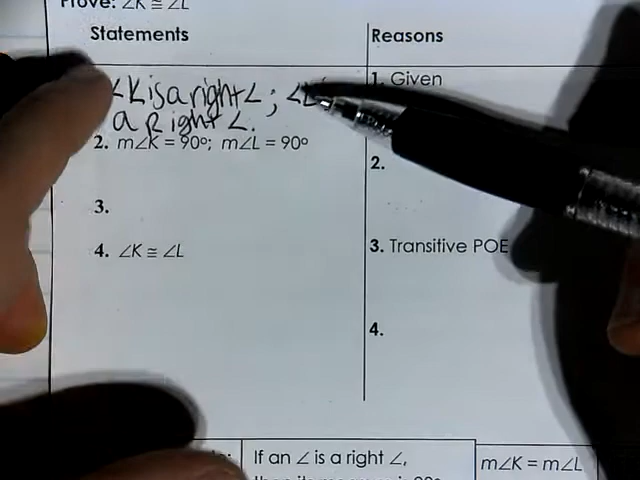 Prove: ∠K ≅ ∠L
Statements
Reasons
∠K is a right ∠; ∠L
a right ∠.
1. Given
2. m∠K = 90°; m∠L = 90°
2.
3.
3. Transitive POE
4. ∠K ≅ ∠L
4.
If an ∠ is a right ∠,
m∠K = m∠L